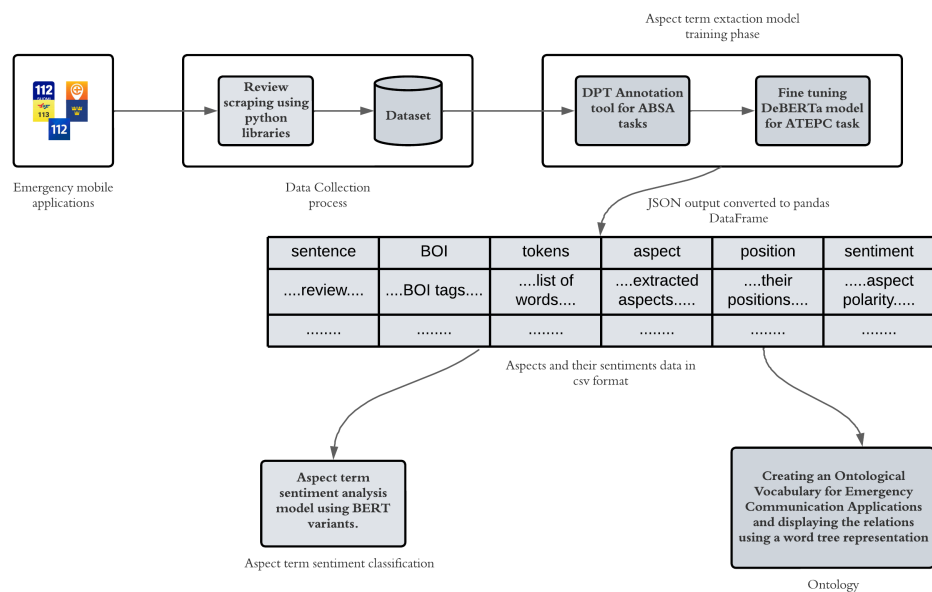 Aspect term extaction model
training phase
112
113
112
Review
scraping using
python
libraries
Dataset
DPT Annotation
tool for ABSA
tasks
Fine tuning
DeBERTa model
for ATEPC task
Emergency mobile
applications
Data Collection
process
JSON output converted to pandas
DataFrame
sentence BOI tokens aspect position sentiment
....review.... ....BOI tags.... ....list of
words.... ....extracted
aspects..... ....their
positions.... .....aspect
polarity.....
........ ........ ........ ........ ........ ........
Aspects and their sentiments data in
csv format
Aspect term
sentiment analysis
model using BERT
variants.
Aspect term sentiment classification
Creating an Ontological
Vocabulary for Emergency
Communication Applications
and displaying the relations
using a word tree representation
Ontology